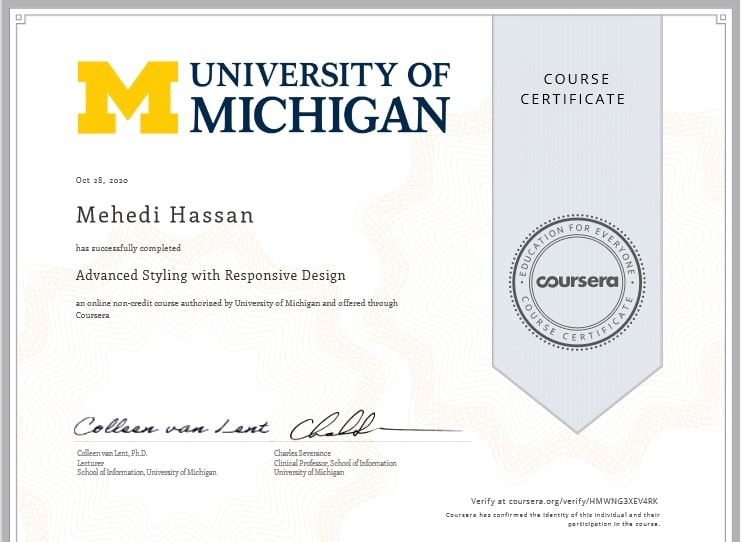 M UNIVERSITY OF
MICHIGAN
COURSE
CERTIFICATE
Oct 28, 2020
Mehedi Hassan
has successfully completed
Advanced Styling with Responsive Design
an online non-credit course authorized by University of Michigan and offered through
Coursera
EDUCATION FOR EVERYONE
coursera
COURSE CERTIFICATE
Colleen van Lent
Colleen van Lent, Ph.D.
Lecturer
School of Information, University of Michigan
Charles Severance
Clinical Professor, School of Information
University of Michigan
Verify at coursera.org/verify/HMWNG3XEV4RK
Coursera has confirmed the identity of this individual and their
participation in the course.